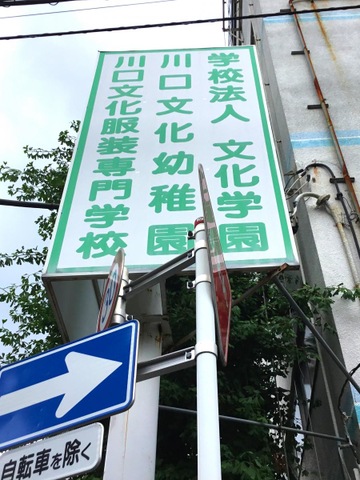 学校法人 文化学園
川口文化幼稚園
川口文化服装専門学校
自転車を除く